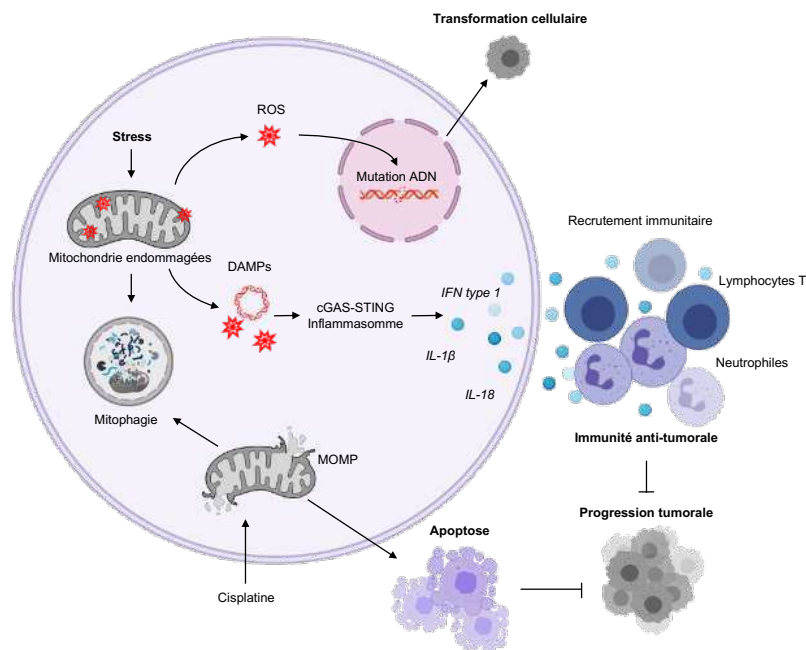 Transformation cellulaire
ROS
Stress
Mutation ADN
Mitochondrie endommagées
DAMPs
cGAS-STING
Inflammasomme
IFN type 1
IL-1β
IL-18
Recrutement immunitaire
Lymphocytes T
Neutrophiles
Immunité anti-tumorale
Mitophagie
MOMP
Cisplatine
Apoptose
Progression tumorale